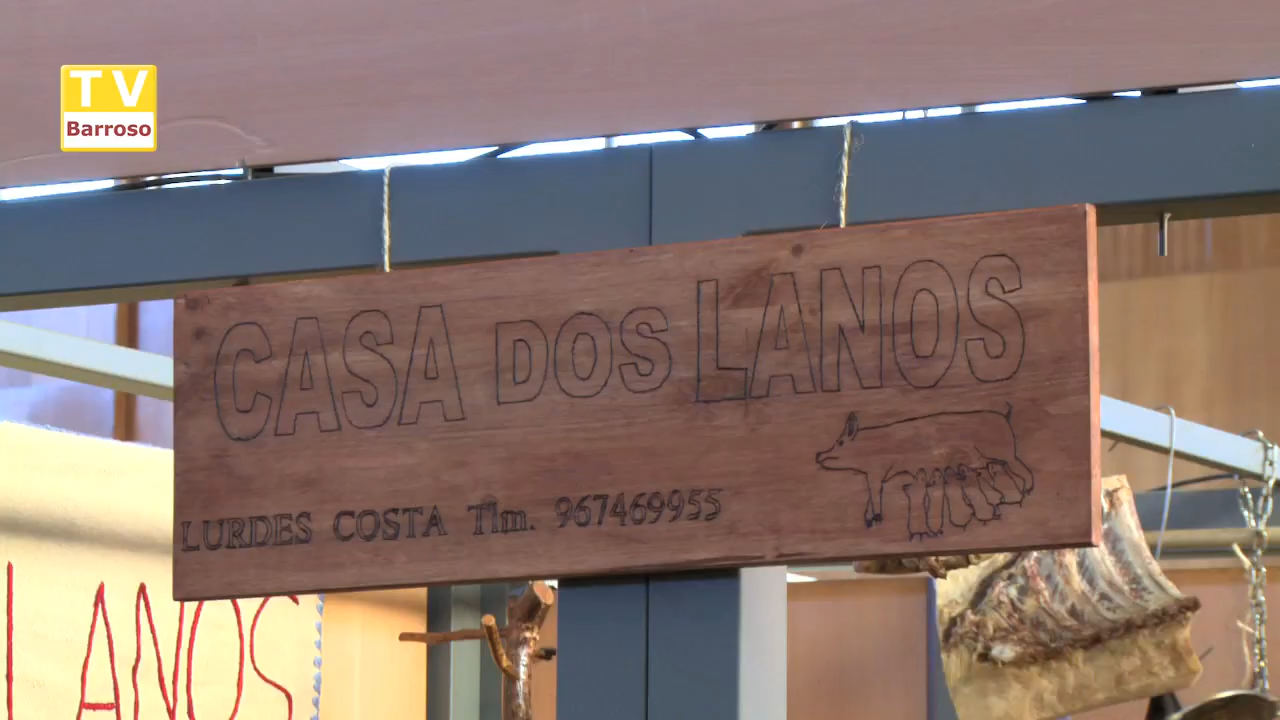 TV
Barroso
CASA DOS LANOS
LURDES COSTA Tlm. 967469955
LANOS